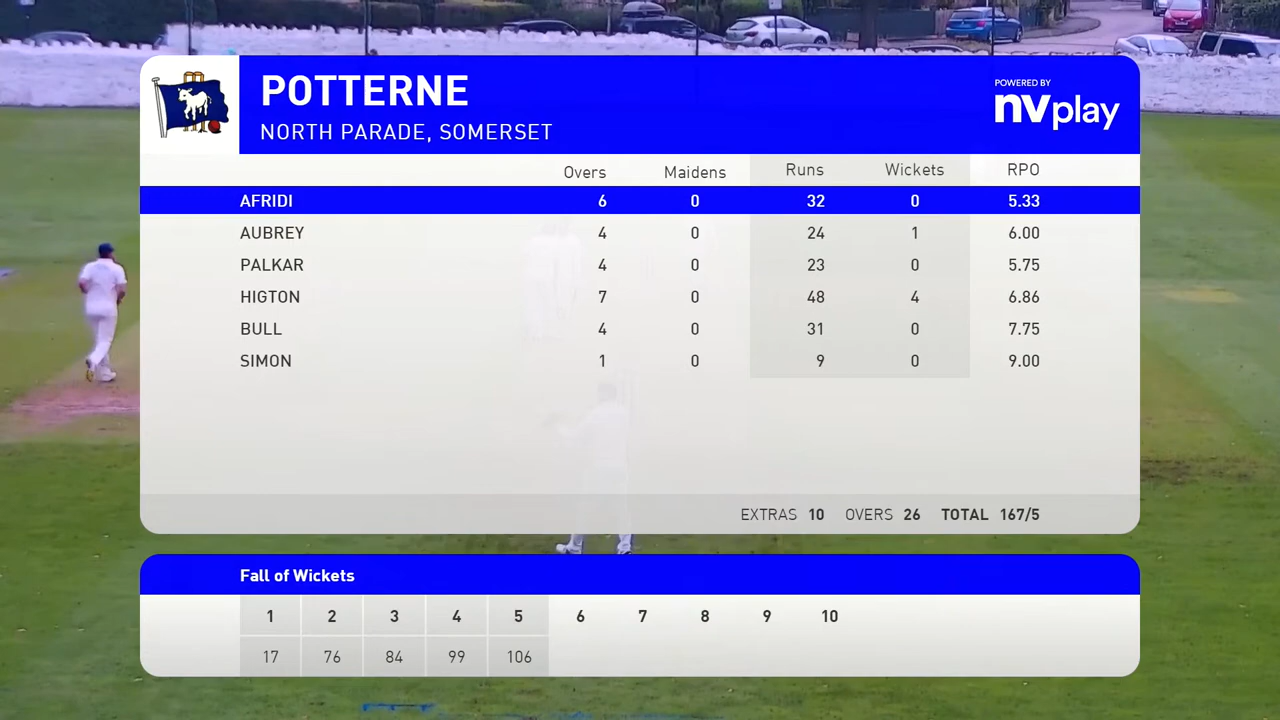 POTTERNE
NORTH PARADE, SOMERSET
POWERED BY
nvplay
Overs Maidens Runs Wickets RPO
AFRIDI 6 0 32 0 5.33
AUBREY 4 0 24 1 6.00
PALKAR 4 0 23 0 5.75
HIGTON 7 0 48 4 6.86
BULL 4 0 31 0 7.75
SIMON 1 0 9 0 9.00
EXTRAS 10 OVERS 26 TOTAL 167/5
Fall of Wickets
1 2 3 4 5 6 7 8 9 10
17 76 84 99 106